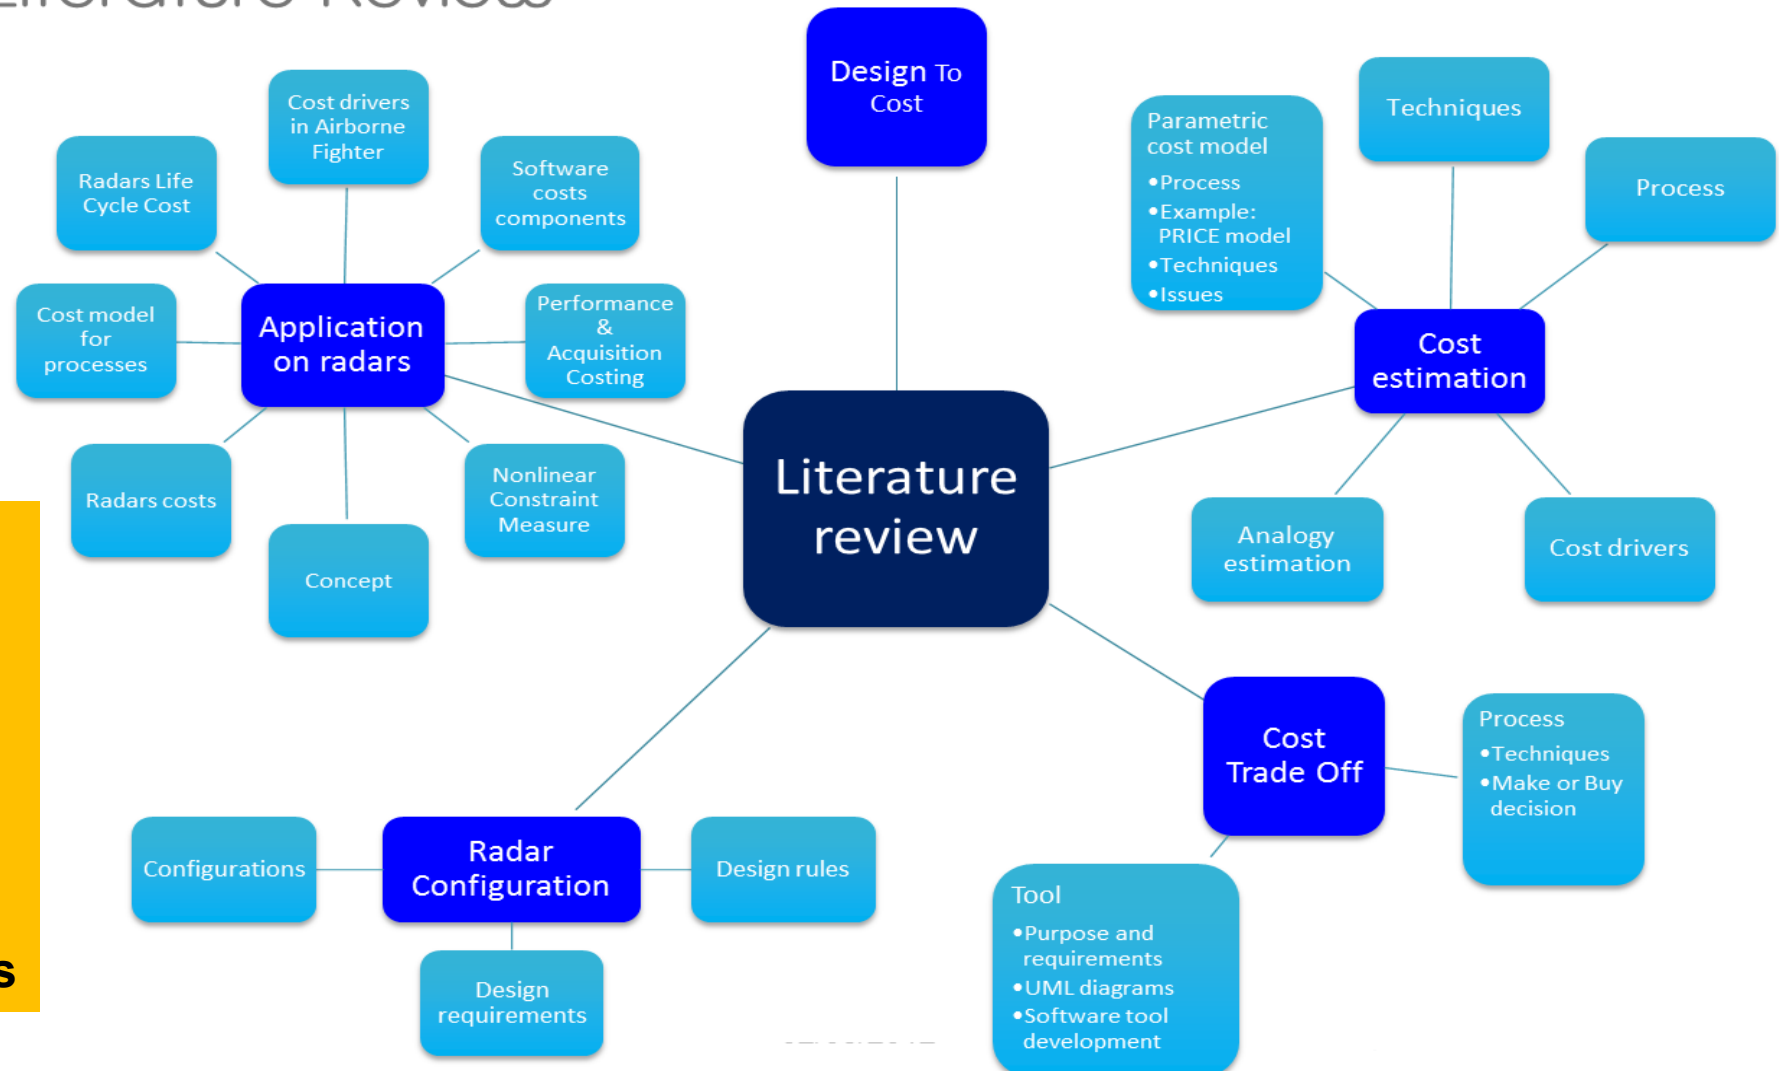 Literature Review
Design To
Cost
Cost drivers
in Airborne
Fighter
Radars Life
Cycle Cost
Software
costs
components
Cost model
for
processes
Application
on radars
Performance
&
Acquisition
Costing
Radars costs
Concept
Nonlinear
Constraint
Measure
Parametric
cost model
•Process
•Example:
PRICE model
•Techniques
•Issues
Techniques
Process
Cost
estimation
Analogy
estimation
Cost drivers
Literature
review
Cost
Trade Off
Process
•Techniques
•Make or Buy
decision
Tool
•Purpose and
requirements
•UML diagrams
•Software tool
development
Configurations
Radar
Configuration
Design rules
Design
requirements
s